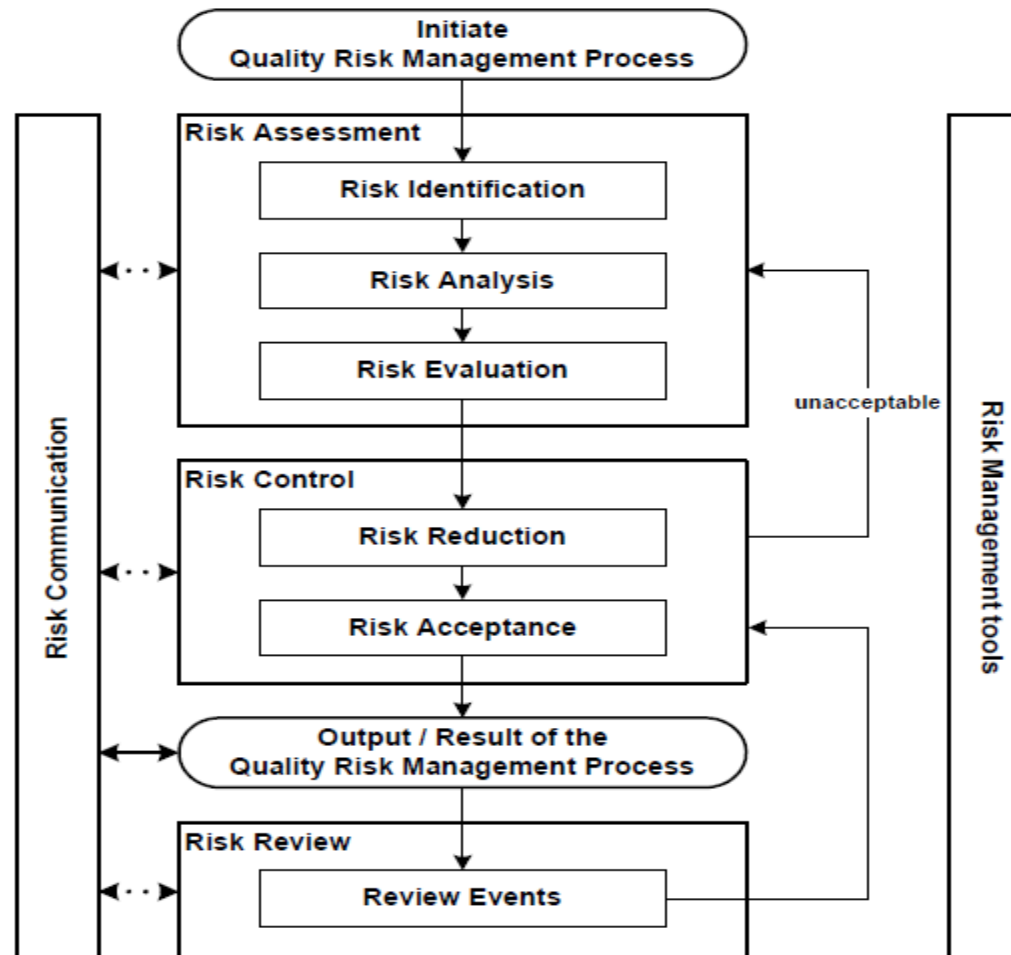 Initiate
Quality Risk Management Process
Risk Assessment
Risk Identification
Risk Analysis
Risk Evaluation
unacceptable
Risk Communication
Risk Management tools
Risk Control
Risk Reduction
Risk Acceptance
Output / Result of the
Quality Risk Management Process
Risk Review
Review Events